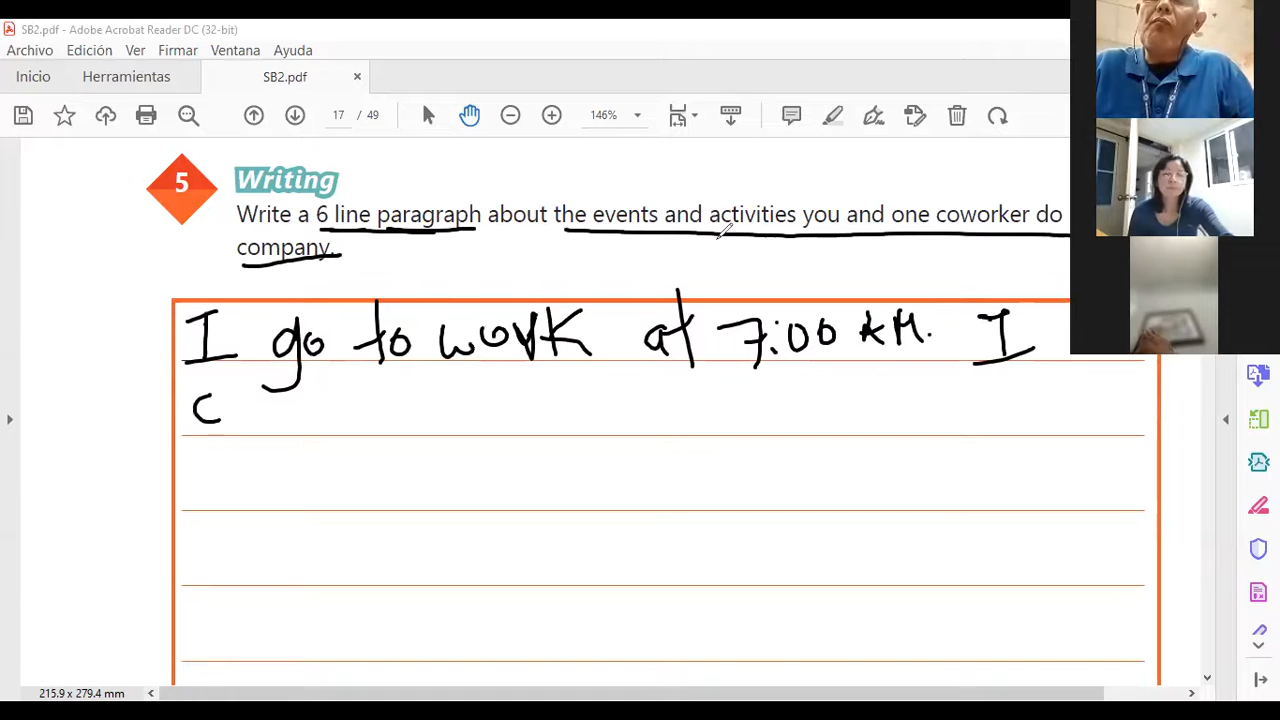 SB2.pdf - Adobe Acrobat Reader DC (32-bit)
Archivo Edición Ver Firmar Ventana Ayuda
Inicio Herramientas SB2.pdf ×
17 / 49 146%
5 Writing
Write a 6 line paragraph about the events and activities you and one coworker do
company.
I go to work at 7:00 AM. I
c
215.9 x 279.4 mm